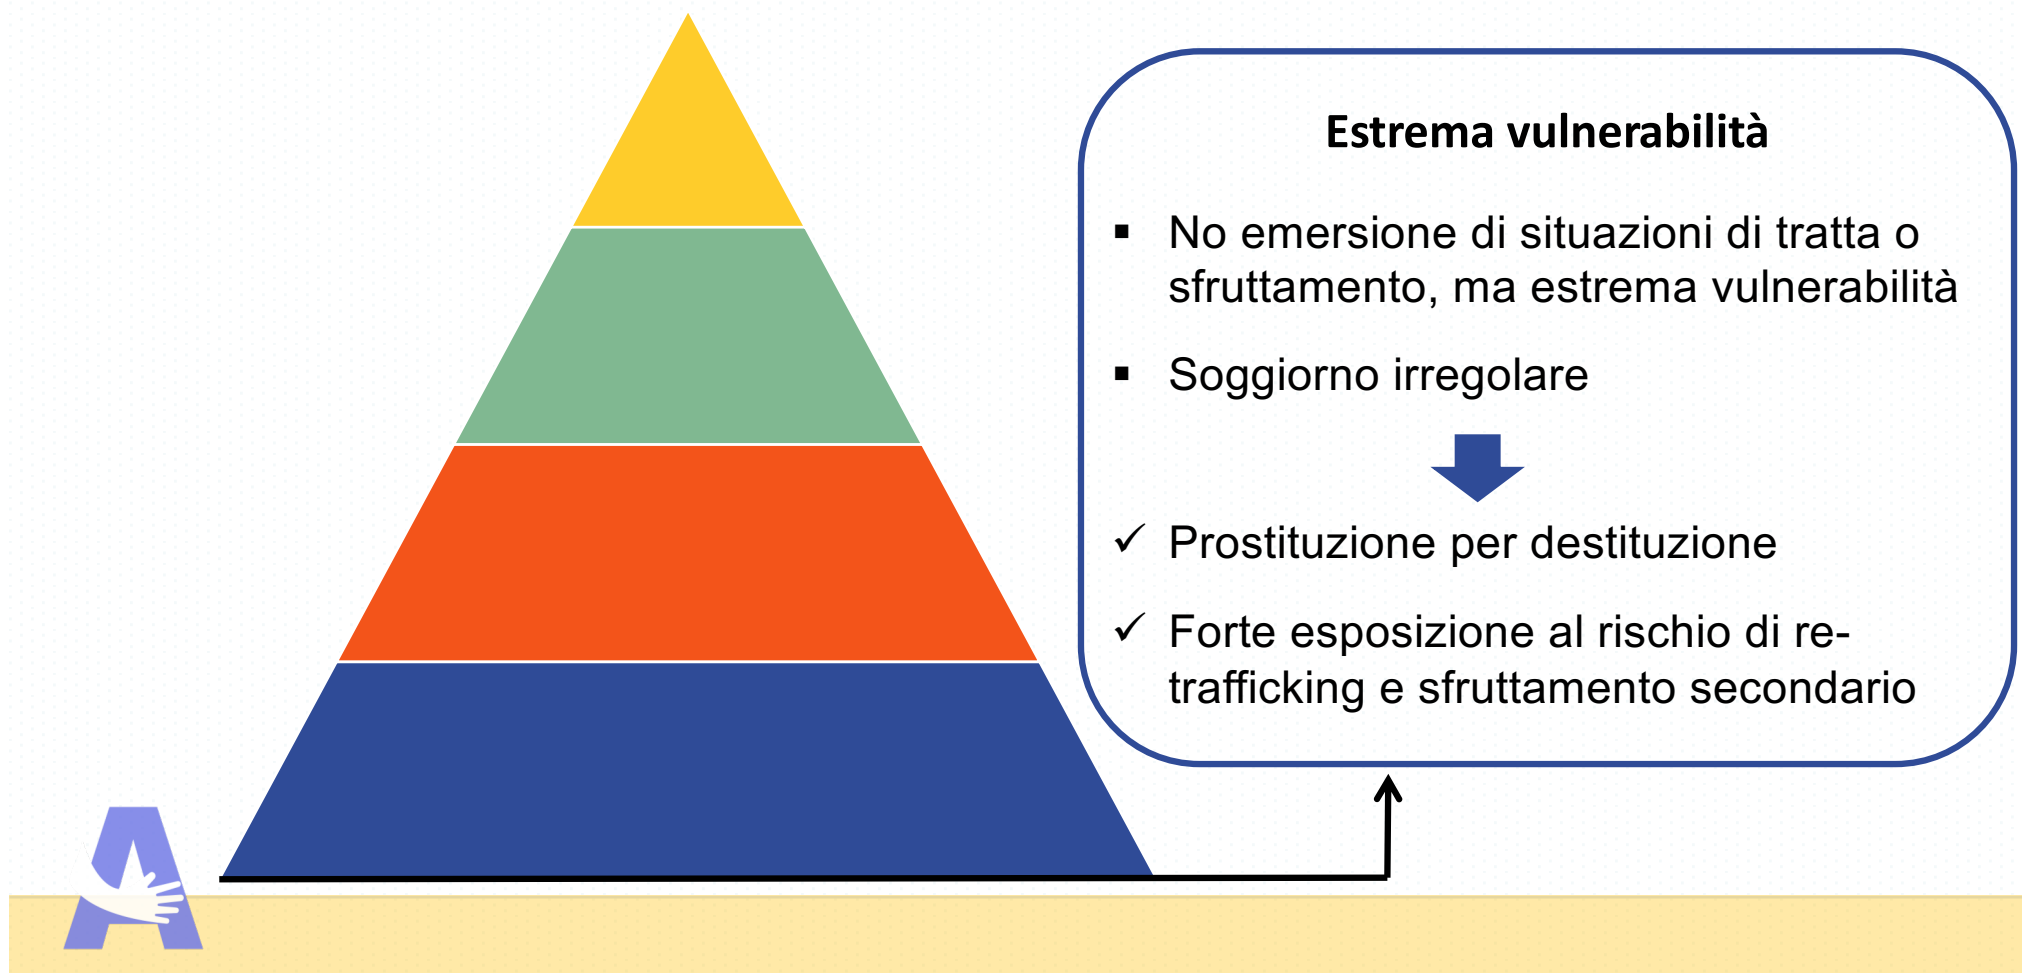 Estrema vulnerabilità
▪ No emersione di situazioni di tratta o
sfruttamento, ma estrema vulnerabilità
▪ Soggiorno irregolare
✓ Prostituzione per destituzione
✓ Forte esposizione al rischio di re-
trafficking e sfruttamento secondario